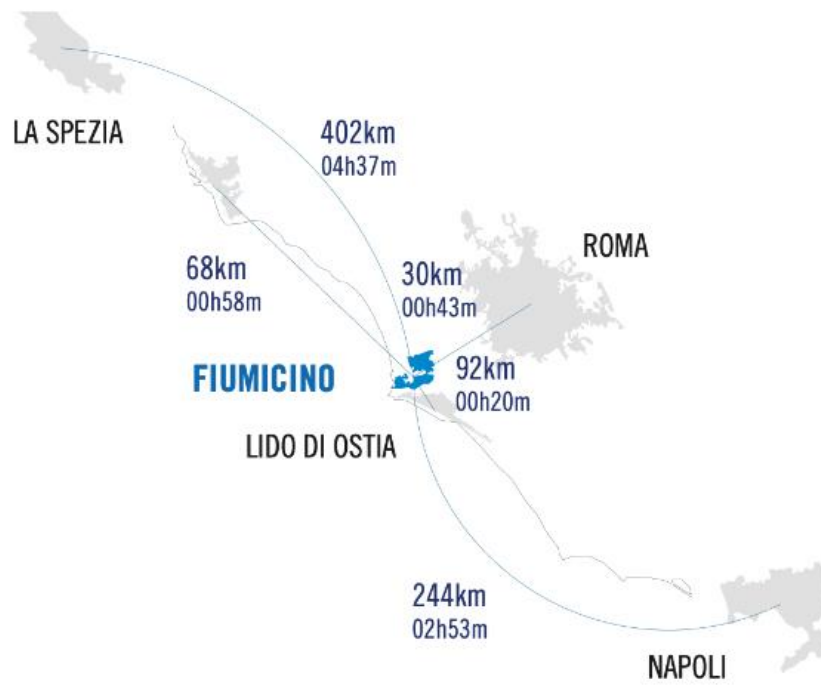 LA SPEZIA
402km
04h37m
ROMA
68km
00h58m
30km
00h43m
FIUMICINO
92km
00h20m
LIDO DI OSTIA
244km
02h53m
NAPOLI